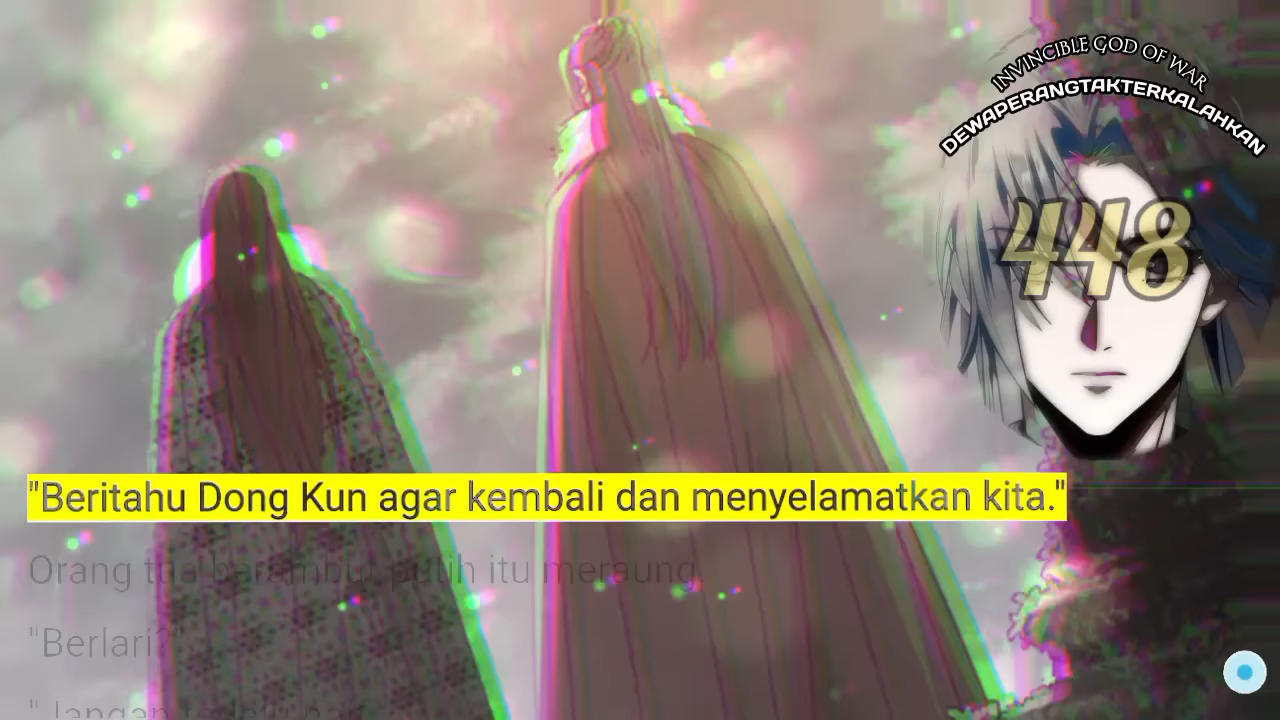 INVINCIBLE GOD OF WAR
DEWAPERANGTAKTERKALAHKAN
448
"Beritahu Dong Kun agar kembali dan menyelamatkan kita."
Orang tua berambut putih itu meraung.
"Berlari?"
"Jangan